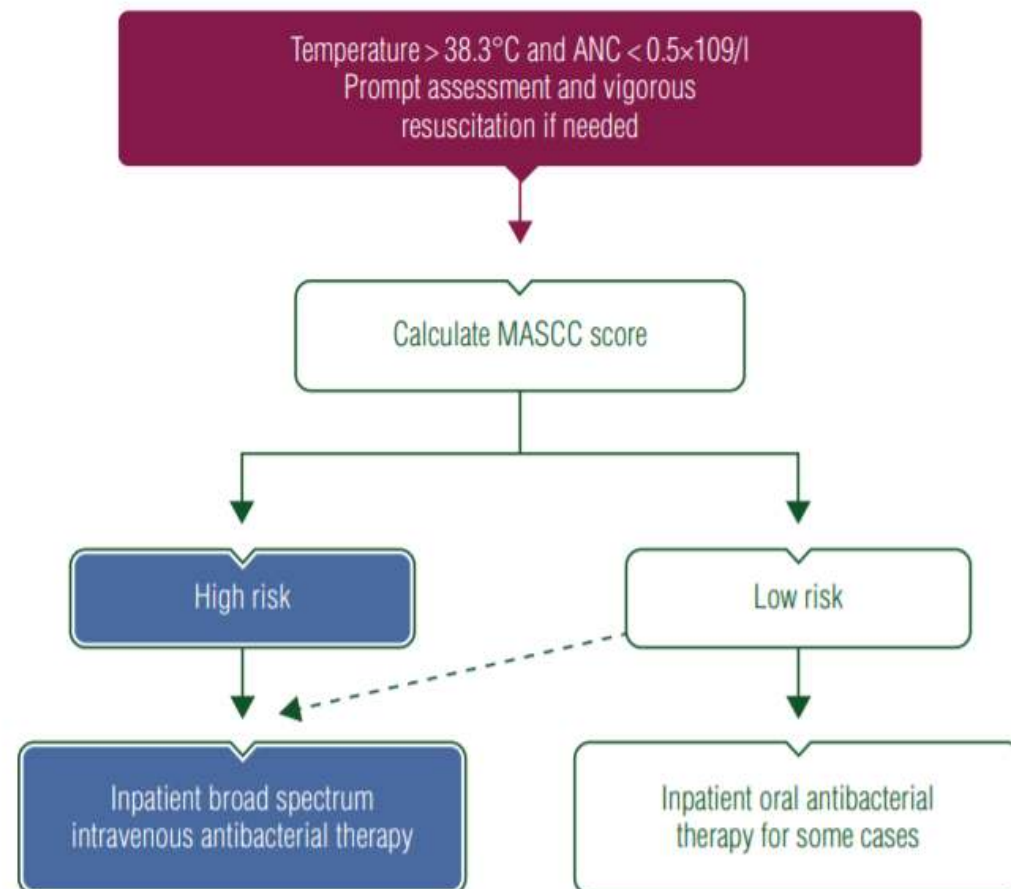 Temperature > 38.3°C and ANC < 0.5×109/l
Prompt assessment and vigorous
resuscitation if needed
Calculate MASCC score
High risk
Low risk
Inpatient broad spectrum
intravenous antibacterial therapy
Inpatient oral antibacterial
therapy for some cases